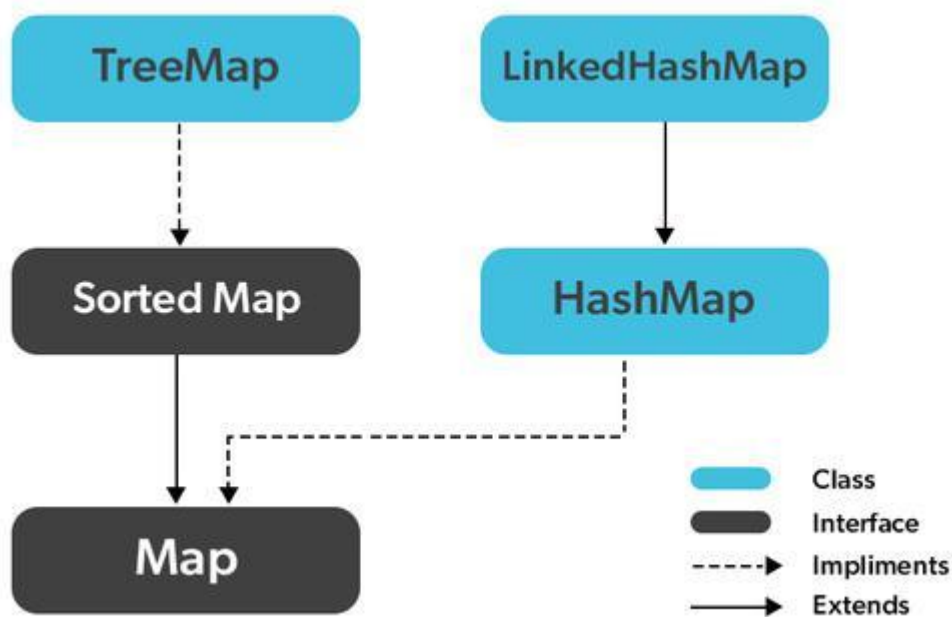 TreeMap
LinkedHashMap
Sorted Map
HashMap
Map
Class
Interface
Impliments
Extends